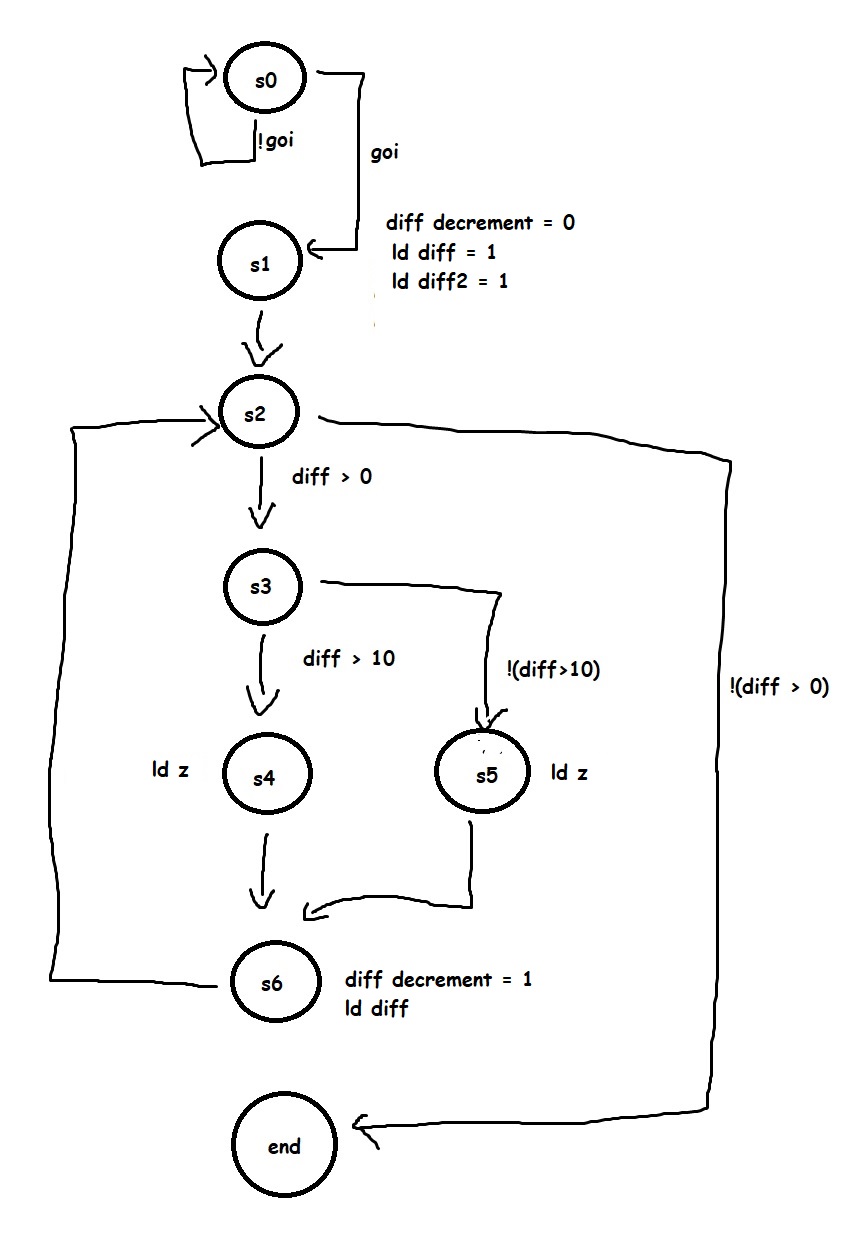 s0
!goi
goi
diff decrement = 0
ld diff = 1
ld diff2 = 1
s1
s2
diff > 0
s3
diff > 10
!(diff>10)
!(diff > 0)
ld z
s4
s5
ld z
s6
diff decrement = 1
ld diff
end